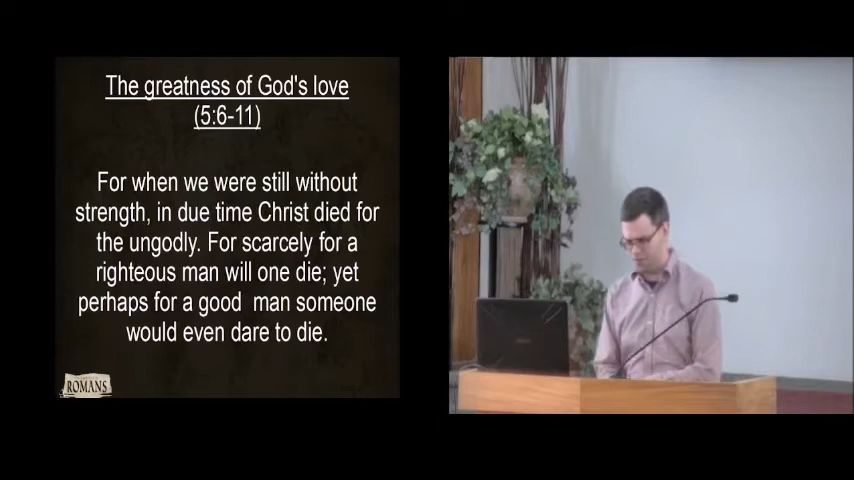 The greatness of God's love
(5:6-11)
For when we were still without
strength, in due time Christ died for
the ungodly. For scarcely for a
righteous man will one die; yet
perhaps for a good  man someone
would even dare to die.
ROMANS